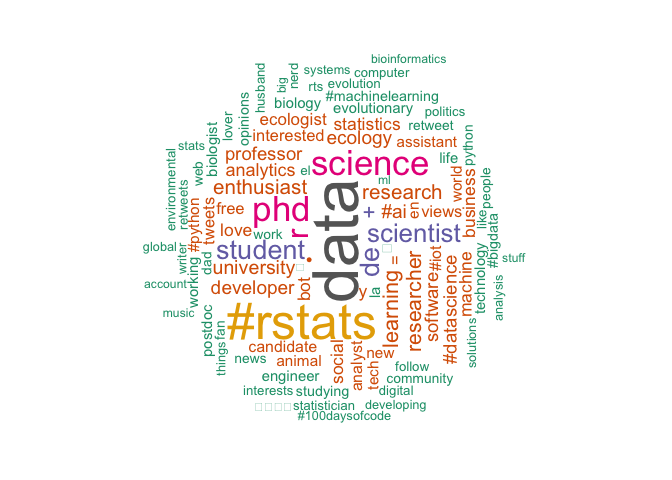 bioinformatics
systems computer
husband
big
nerd
rts evolution
#machinelearning
biology evolutionary politics
opinions
lover
ecologist statistics retweet
interested ecology assistant
stats
biologist
professor science life
python
environmental
web
analytics el ml world
people
enthusiast data research business
retweets
#python
tweets
free phd + #ai en views like
love work r student scientist
#bigdata
global
writer
dad
. de
stuff
university
working
account developer bot y la
learning
=
researcher
software
#iot
#datascience
machine
technology
analysis
music
postdoc
#rstats
solutions
things
fan
candidate social analyst tech new
news animal follow
engineer community
interests studying digital
statistician developing
#100daysofcode